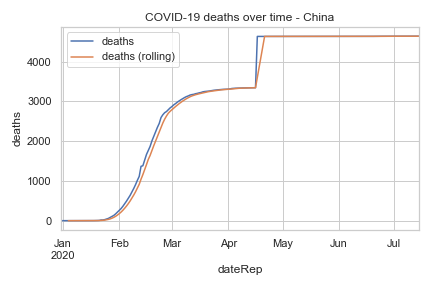 COVID-19 deaths over time - China
deaths
deaths (rolling)
deaths
4000
3000
2000
1000
0
Jan
2020
Feb
Mar
Apr
May
Jun
Jul
dateRep